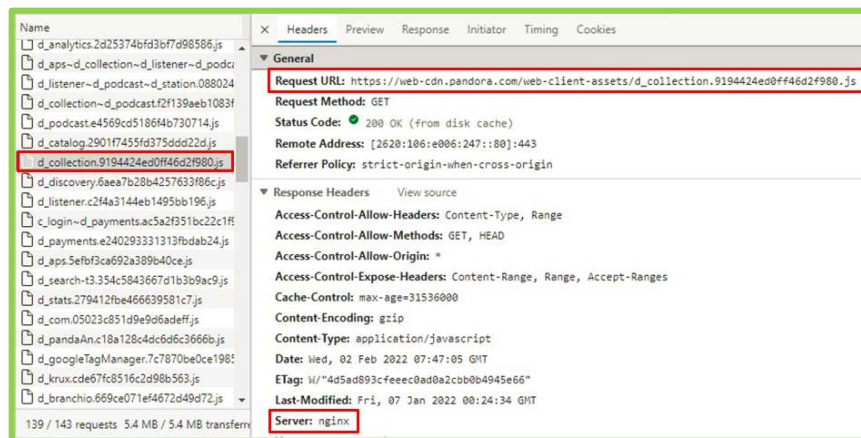 Name
d_analytics.2d25374bfd3bf7d98586.js
d_aps~d_collection~d_listener~d_podca
d_listener~d_podcast~d_station.088024
d_collection~d_podcast.f2f139aeb1083f
d_podcast.e4569cd5186f4b730714.js
d_catalog.2901f7455fd375ddd22d.js
d_collection.9194424ed0ff46d2f980.js
d_discovery.6aea7b28b4257633f86c.js
d_listener.c2f4a3144eb1495bb196.js
c_login~d_payments.ac5a2f351bc22c1f9
d_payments.e240293331313fbdab24.js
d_aps.5efbf3ca692a389b40ce.js
d_search-t3.354c5843667d1b3b9ac9.js
d_stats.279412fbe466639581c7.js
d_com.05023c851d9e9d6adeff.js
d_pandaAn.c18a128c4dc6d6c3666b.js
d_googleTagManager.7c7870be0ce1985
d_krux.cde67fc8516c2d98b563.js
d_branchio.669ce071ef4672d49d72.js
139 / 143 requests 5.4 MB / 5.4 MB transferre
× Headers Preview Response Initiator Timing Cookies
▼ General
Request URL: https://web-cdn.pandora.com/web-client-assets/d_collection.9194424ed0ff46d2f980.js
Request Method: GET
Status Code: 200 OK (from disk cache)
Remote Address: [2620:106:e006:247::80]:443
Referrer Policy: strict-origin-when-cross-origin
▼ Response Headers View source
Access-Control-Allow-Headers: Content-Type, Range
Access-Control-Allow-Methods: GET, HEAD
Access-Control-Allow-Origin: *
Access-Control-Expose-Headers: Content-Range, Range, Accept-Ranges
Cache-Control: max-age=31536000
Content-Encoding: gzip
Content-Type: application/javascript
Date: Wed, 02 Feb 2022 07:47:05 GMT
ETag: W/"4d5ad893cfeeec0ad0a2cbb0b4945e66"
Last-Modified: Fri, 07 Jan 2022 00:24:34 GMT
Server: nginx